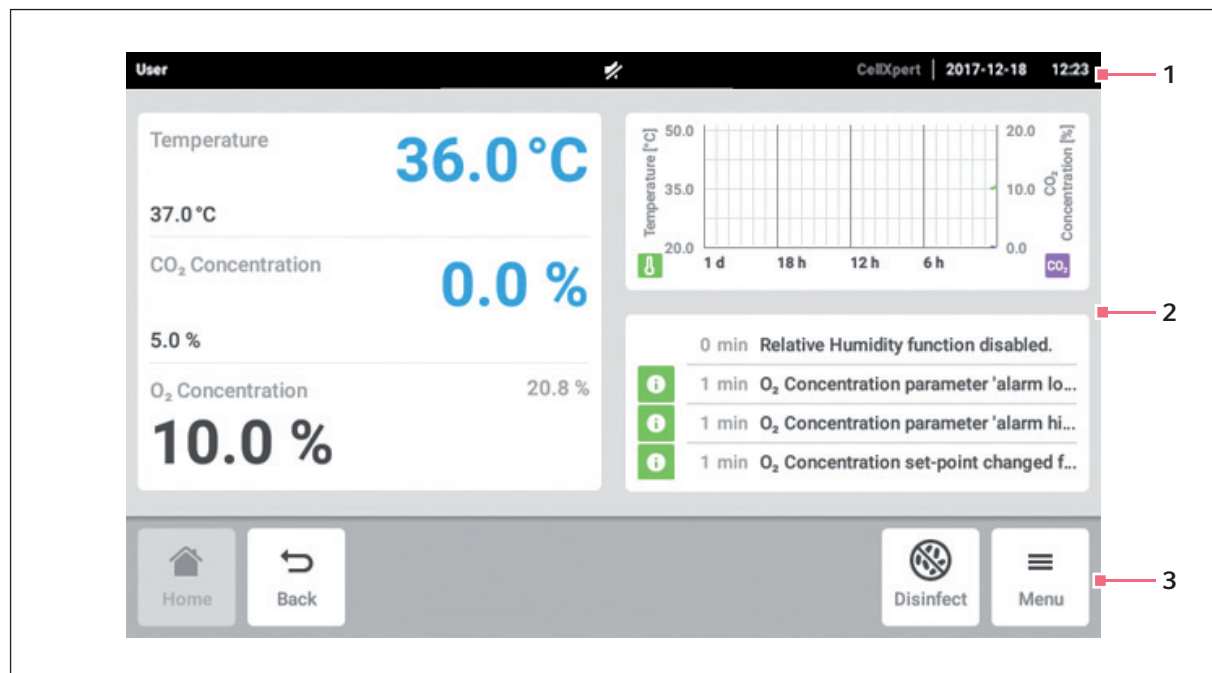 User CellXpert 2017-12-18 12:23
1
Temperature 36.0 °C
37.0 °C
CO₂ Concentration 0.0 %
5.0 %
O₂ Concentration 20.8 %
10.0 %
Temperature [°C]
50.0
35.0
20.0
20.0
10.0
0.0
CO₂
Concentration [%]
1 d 18 h 12 h 6 h
CO₂
2
0 min Relative Humidity function disabled.
1 min O₂ Concentration parameter 'alarm lo...
1 min O₂ Concentration parameter 'alarm hi...
1 min O₂ Concentration set-point changed f...
Home Back Disinfect Menu
3